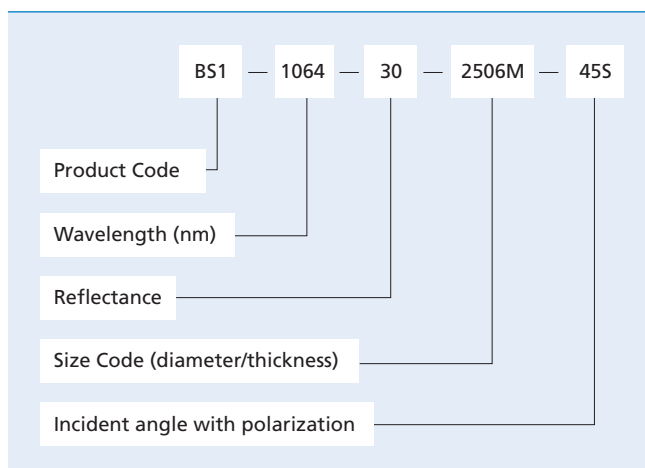 BS1 — 1064 — 30 — 2506M — 45S
Product Code
Wavelength (nm)
Reflectance
Size Code (diameter/thickness)
Incident angle with polarization